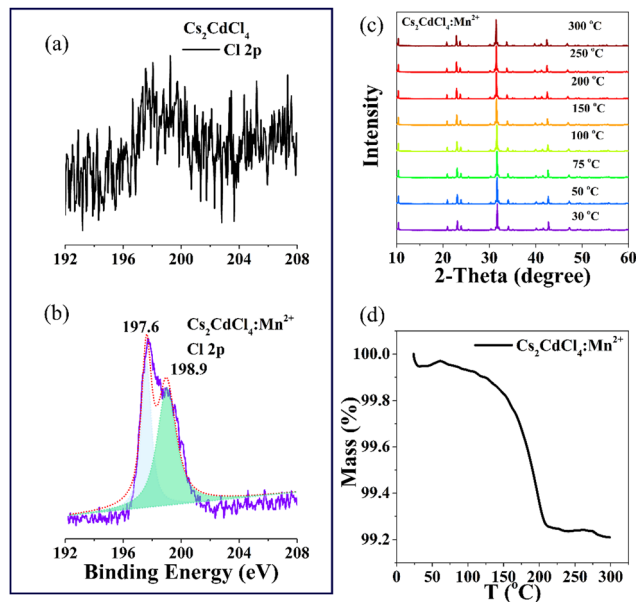 (a)
Cs₂CdCl₄
Cl 2p
192 196 200 204 208
(b)
197.6
198.9
Cs₂CdCl₄:Mn²⁺
Cl 2p
192 196 200 204 208
Binding Energy (eV)
(c)
Cs₂CdCl₄:Mn²⁺
300 °C
250 °C
200 °C
150 °C
100 °C
75 °C
50 °C
30 °C
Intensity
10 20 30 40 50 60
2-Theta (degree)
(d)
Cs₂CdCl₄:Mn²⁺
100.0
99.8
99.6
99.4
99.2
Mass (%)
0 50 100 150 200 250 300
T (°C)